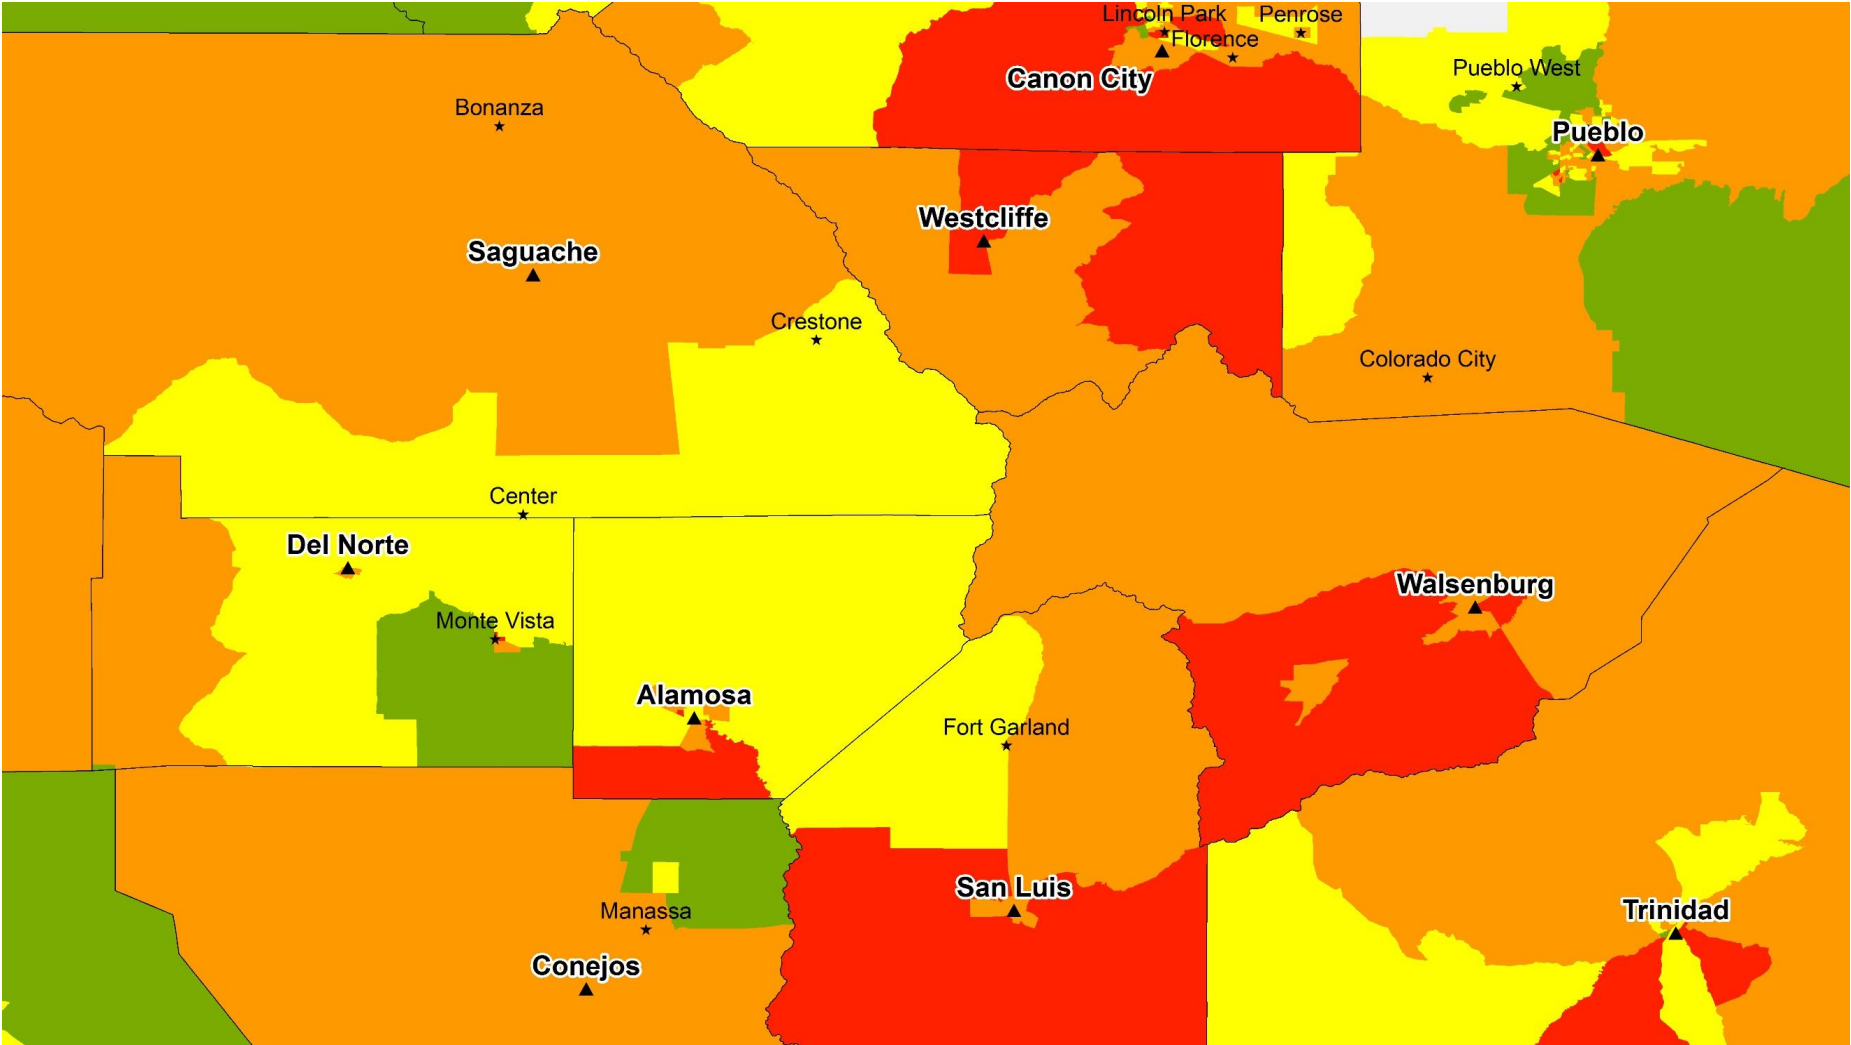 Lincoln Park
Penrose
Florence
Canon City
Pueblo West
Bonanza
Pueblo
Westcliffe
Saguache
Crestone
Colorado City
Center
Del Norte
Walsenburg
Monte Vista
Alamosa
Fort Garland
San Luis
Manassa
Trinidad
Conejos